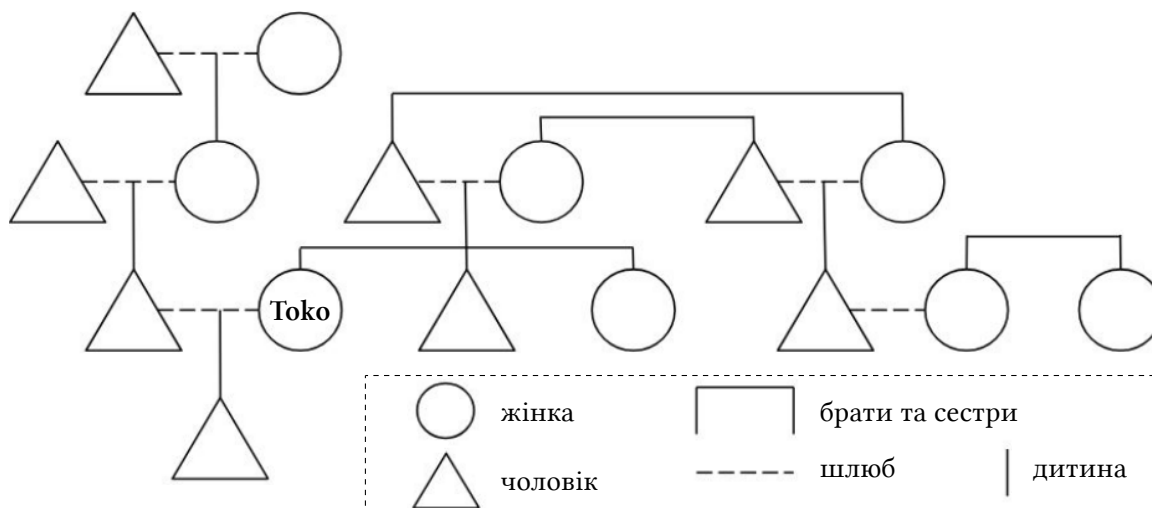 Toko
жінка
брати та сестри
чоловік
шлюб
дитина